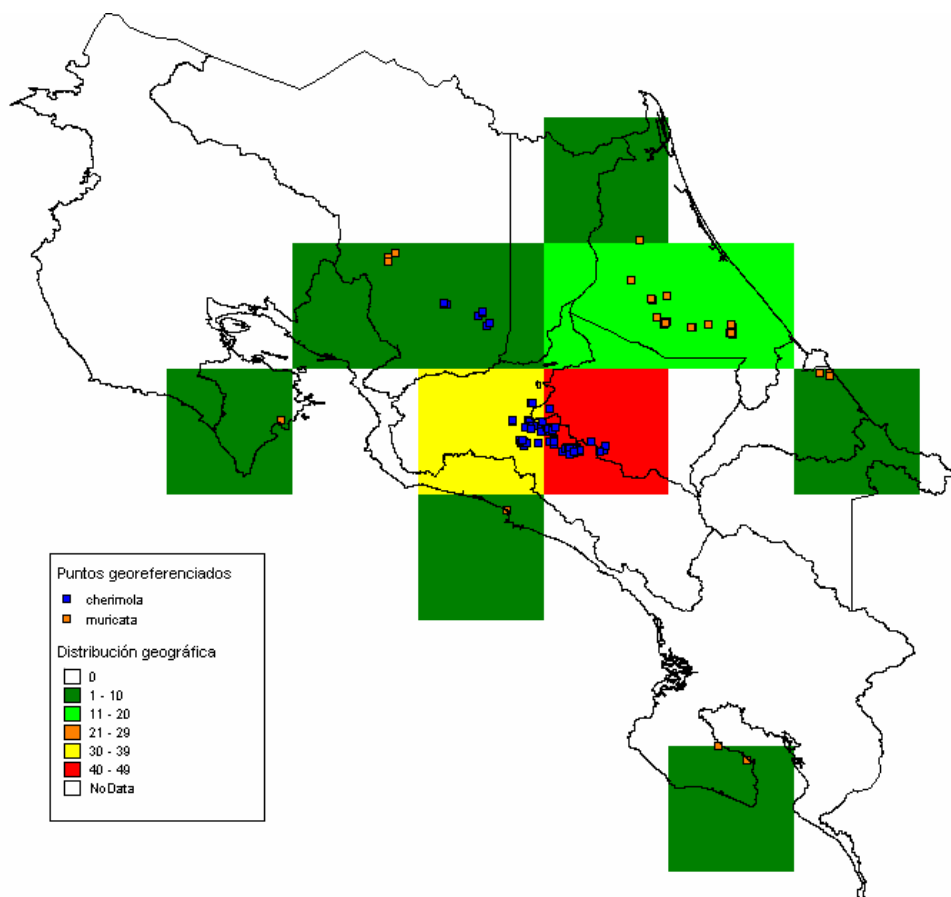 Puntos georeferenciados
cherimola
muricata
Distribución geográfica
0
1 - 10
11 - 20
21 - 29
30 - 39
40 - 49
No Data